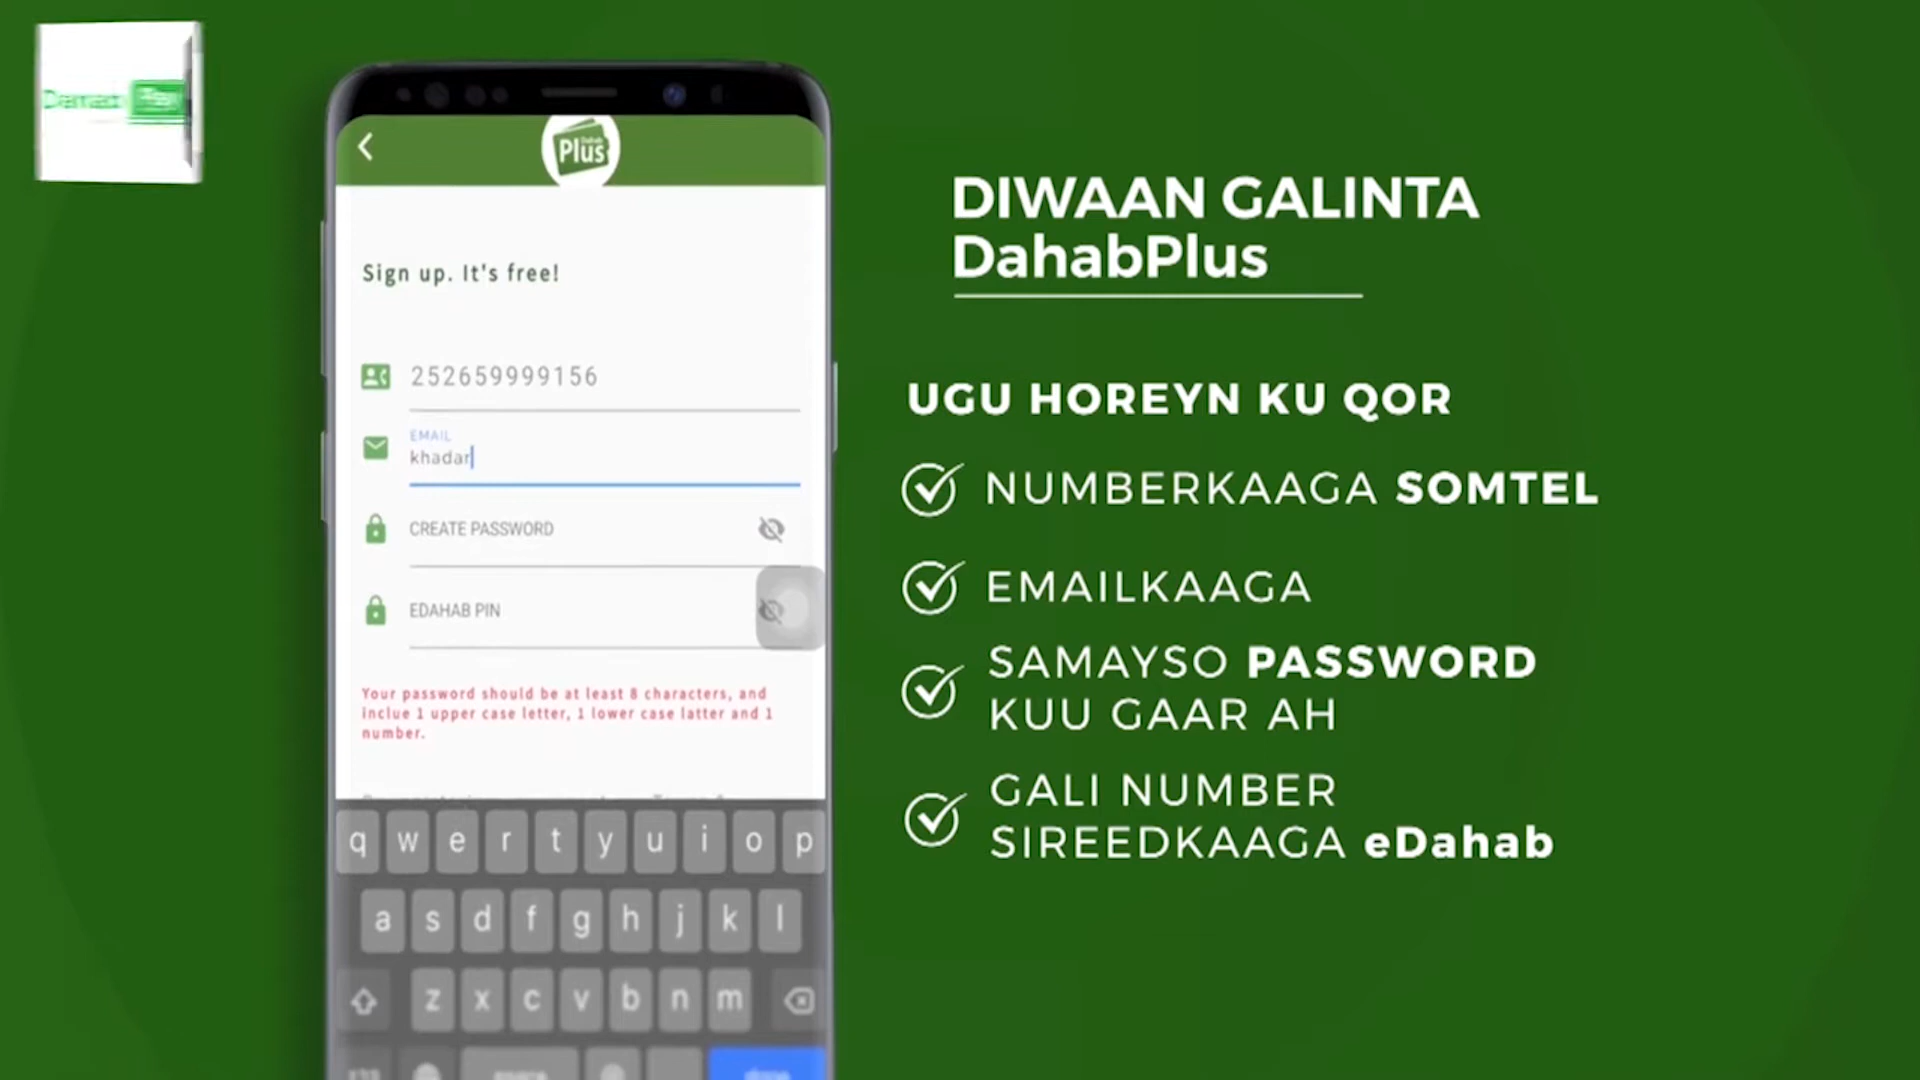 Dahab
Plus
Sign up. It's free!
252659999156
EMAIL
khadar
CREATE PASSWORD
EDAHAB PIN
Your password should be at least 8 characters, and
inclue 1 upper case letter, 1 lower case latter and 1
number.
q w e r t y u i o p
a s d f g h j k l
z x c v b n m
DIWAAN GALINTA
DahabPlus
UGU HOREYN KU QOR
NUMBERKAAGA SOMTEL
EMAILKAAGA
SAMAYSO PASSWORD
KUU GAAR AH
GALI NUMBER
SIREEDKAAGA eDahab